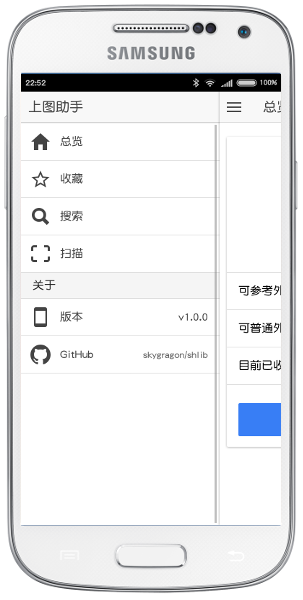 SAMSUNG
22:52
100%
上图助手
总览
总览
收藏
搜索
扫描
关于
可参考外
版本
v1.0.0
可普通外
GitHub
skygragon/shlib
目前已收